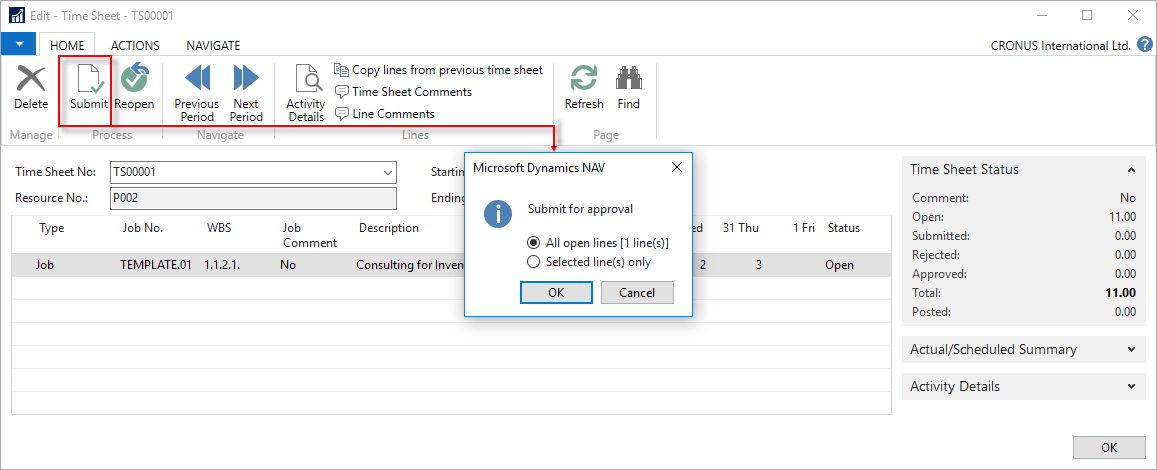 Edit - Time Sheet - TS00001
HOME ACTIONS NAVIGATE CRONUS International Ltd. ?
Delete
Submit
Reopen
Previous Period
Next Period
Activity Details
Copy lines from previous time sheet
Time Sheet Comments
Line Comments
Refresh
Find
Manage Process Navigate Lines Page
Time Sheet No: TS00001 Starting
Resource No.: P002 Ending
Type Job No. WBS Job Comment Description ed 31 Thu 1 Fri Status
Job TEMPLATE.01 1.1.2.1. No Consulting for Inven 2 3 Open
Microsoft Dynamics NAV
Submit for approval
All open lines [1 line(s)]
Selected line(s) only
OK Cancel
Time Sheet Status
Comment: No
Open: 11.00
Submitted: 0.00
Rejected: 0.00
Approved: 0.00
Total: 11.00
Posted: 0.00
Actual/Scheduled Summary
Activity Details
OK